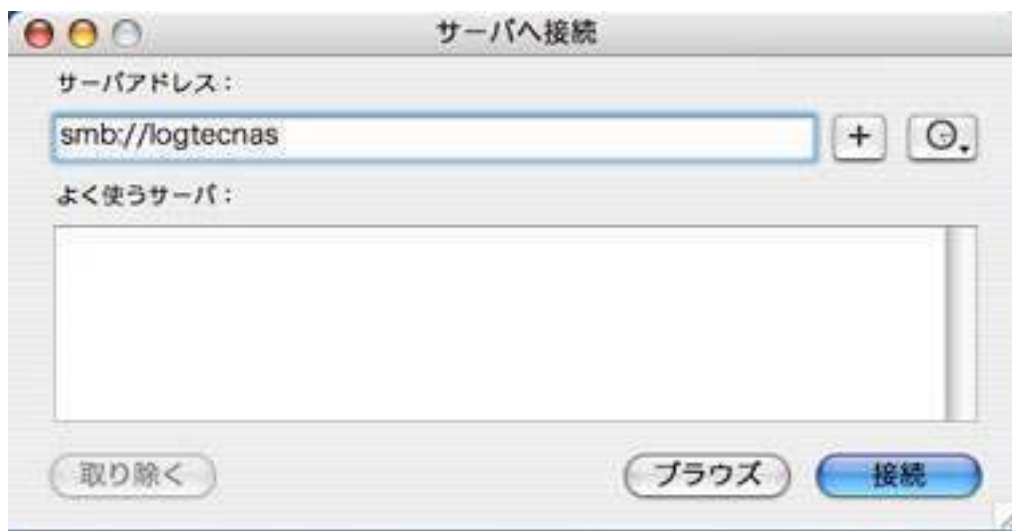 サーバへ接続
サーバアドレス：
smb://logtecnas
よく使うサーバ：
取り除く
ブラウズ
接続